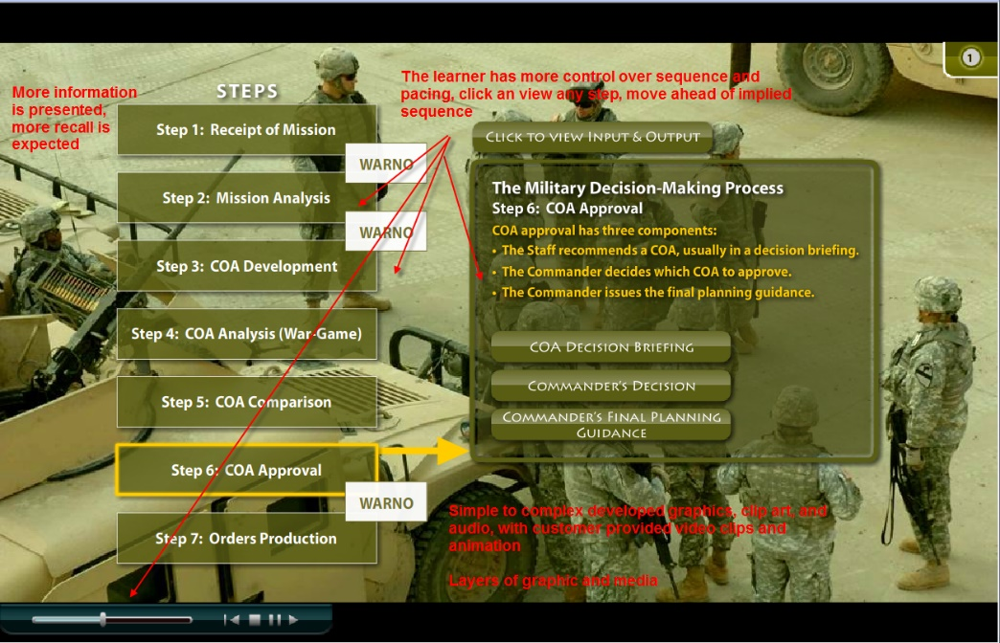 1
More information
is presented,
more recall is
expected
STEPS
Step 1: Receipt of Mission
WARNO
Step 2: Mission Analysis
WARNO
Step 3: COA Development
Step 4: COA Analysis (War-Game)
Step 5: COA Comparison
Step 6: COA Approval
WARNO
Step 7: Orders Production
The learner has more control over sequence and
pacing, click an view any step, move ahead of implied
sequence
Click to view Input & Output
The Military Decision-Making Process
Step 6: COA Approval
COA approval has three components:
• The Staff recommends a COA, usually in a decision briefing.
• The Commander decides which COA to approve.
• The Commander issues the final planning guidance.
COA Decision Briefing
Commander's Decision
Commander's Final Planning
Guidance
Simple to complex developed graphics, clip art, and
audio, with customer provided video clips and
animation
Layers of graphic and media